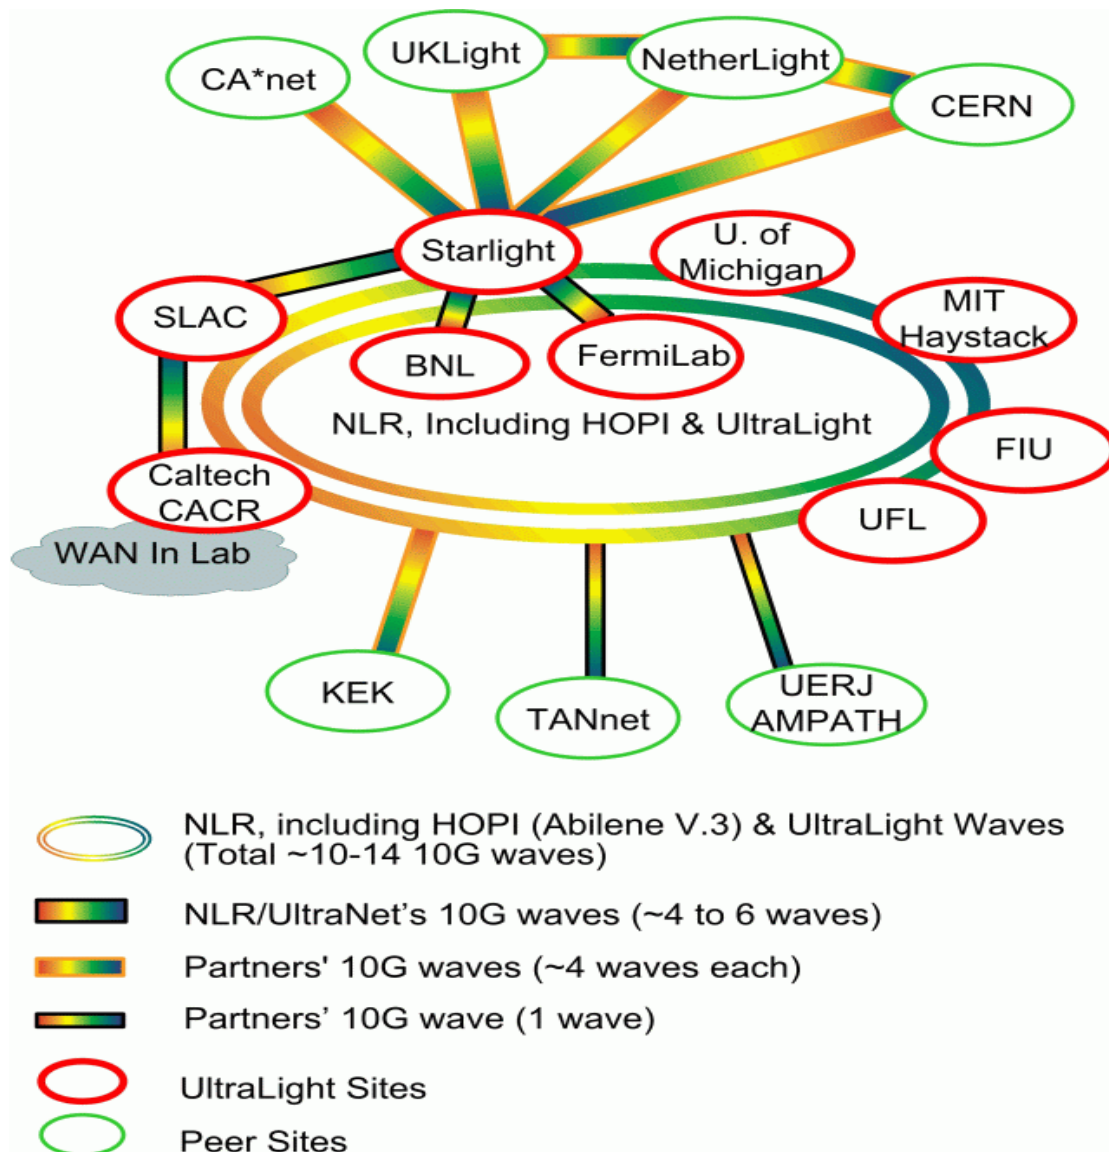 UKLight
NetherLight
CA*net
CERN
Starlight
U. of
Michigan
SLAC
MIT
Haystack
BNL
FermiLab
NLR, Including HOPI & UltraLight
FIU
Caltech
CACR
UFL
WAN In Lab
KEK
TANnet
UERJ
AMPATH
NLR, including HOPI (Abilene V.3) & UltraLight Waves
(Total ~10-14 10G waves)
NLR/UltraNet’s 10G waves (~4 to 6 waves)
Partners' 10G waves (~4 waves each)
Partners’ 10G wave (1 wave)
UltraLight Sites
Peer Sites